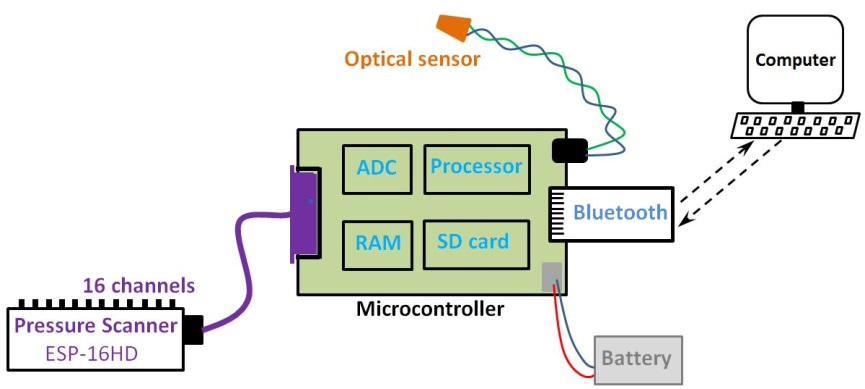 Optical sensor
Computer
ADC
Processor
Bluetooth
RAM
SD card
16 channels
Microcontroller
Pressure Scanner
ESP-16HD
Battery